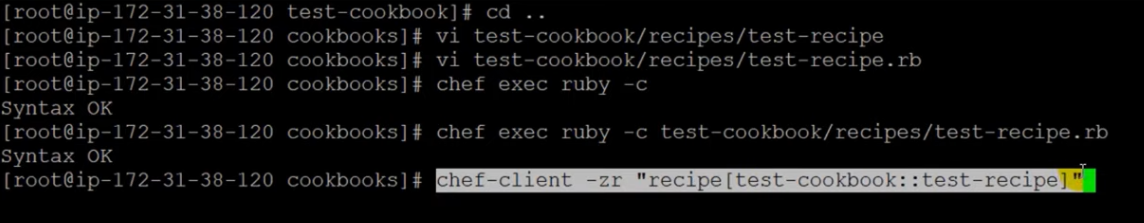 [root@ip-172-31-38-120 test-cookbook]# cd ..
[root@ip-172-31-38-120 cookbooks]# vi test-cookbook/recipes/test-recipe
[root@ip-172-31-38-120 cookbooks]# vi test-cookbook/recipes/test-recipe.rb
[root@ip-172-31-38-120 cookbooks]# chef exec ruby -c
Syntax OK
[root@ip-172-31-38-120 cookbooks]# chef exec ruby -c test-cookbook/recipes/test-recipe.rb
Syntax OK
[root@ip-172-31-38-120 cookbooks]# chef-client -zr "recipe[test-cookbook::test-recipe]"